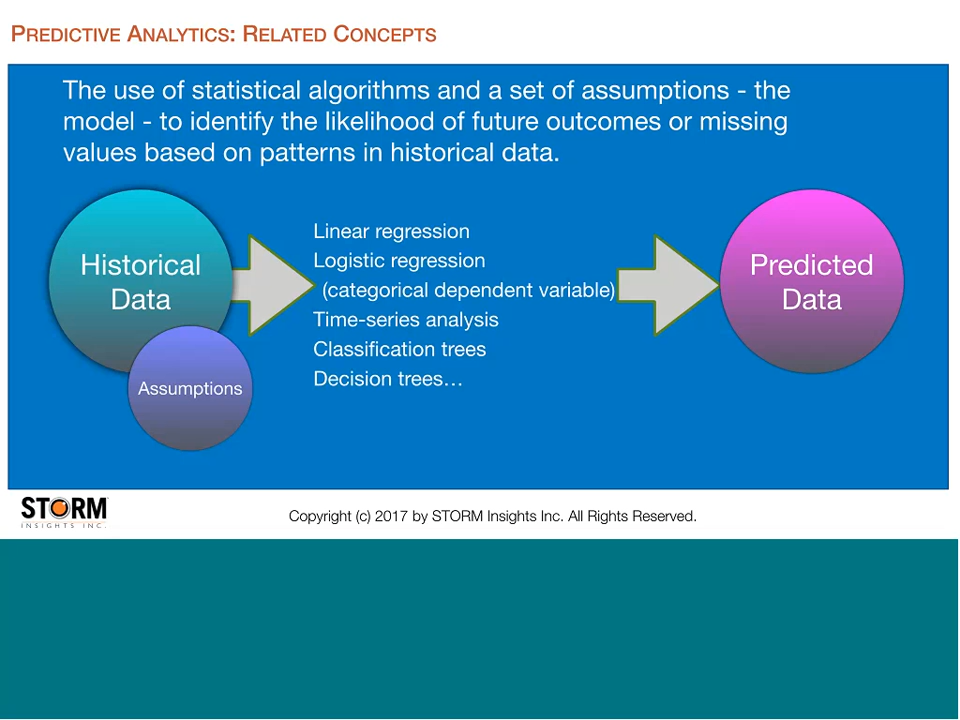 PREDICTIVE ANALYTICS: RELATED CONCEPTS
The use of statistical algorithms and a set of assumptions - the
model - to identify the likelihood of future outcomes or missing
values based on patterns in historical data.
Historical
Data
Assumptions
Linear regression
Logistic regression
(categorical dependent variable)
Time-series analysis
Classification trees
Decision trees…
Predicted
Data
STORM
INSIGHTS INC.
Copyright (c) 2017 by STORM Insights Inc. All Rights Reserved.